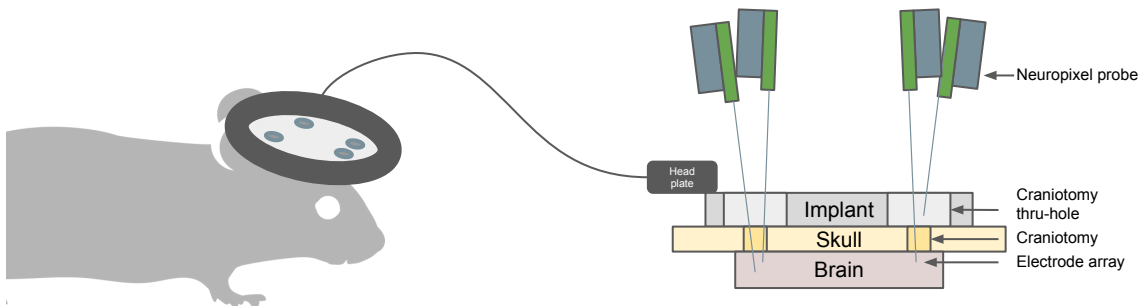 Neuropixel probe
Head
plate
Implant
Craniotomy
thru-hole
Skull
Craniotomy
Brain
Electrode array